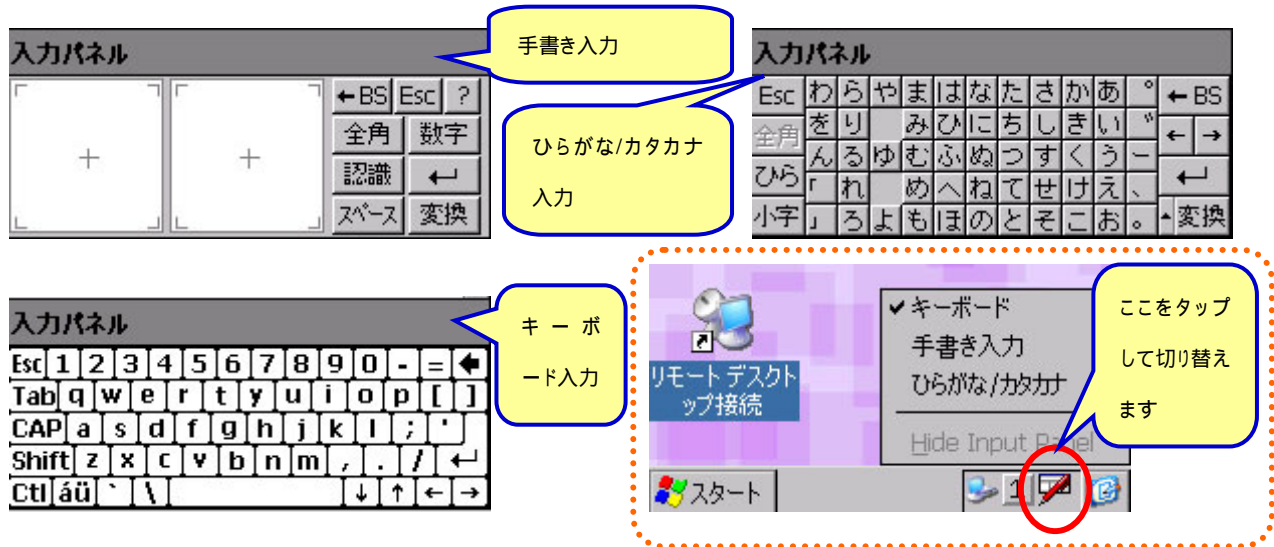 入力パネル
手書き入力
←BS Esc ?
全角 数字
認識 ↵
スペース 変換
ひらがな/カタカナ
入力
入力パネル
Esc わ ら や ま は な た さ か あ ゜ ←BS
全角 を り み ひ に ち し き い ゛ ← →
ん る ゆ む ふ ぬ つ す く う ー
ひら 「 れ め へ ね て せ け え 、 ↵
小字 」 ろ よ も ほ の と そ こ お 。 ▲変換
入力パネル
キーボ
ード入力
Esc 1 2 3 4 5 6 7 8 9 0 - = ←
Tab q w e r t y u i o p [ ]
CAP a s d f g h j k l ; '
Shift z x c v b n m , . / ↵
Ctl áü ` \ ↓ ↑ ← →
リモート デスクト
ップ接続
✔キーボード
手書き入力
ひらがな/カタカナ
Hide Input Panel
ここをタップ
して切り替え
ます
スタート
1